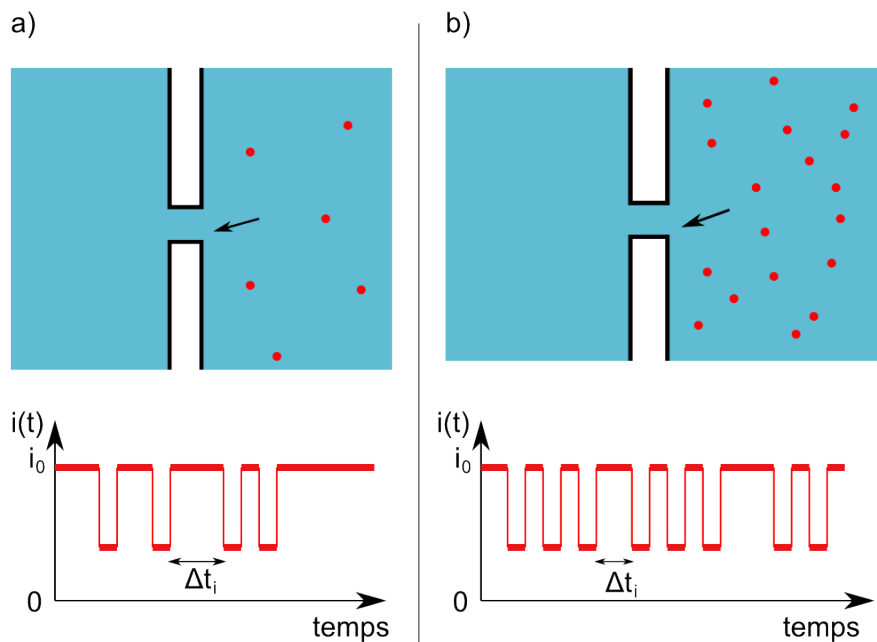 a)
i(t)
i₀
Δtᵢ
0
temps
b)
i(t)
i₀
Δtᵢ
0
temps